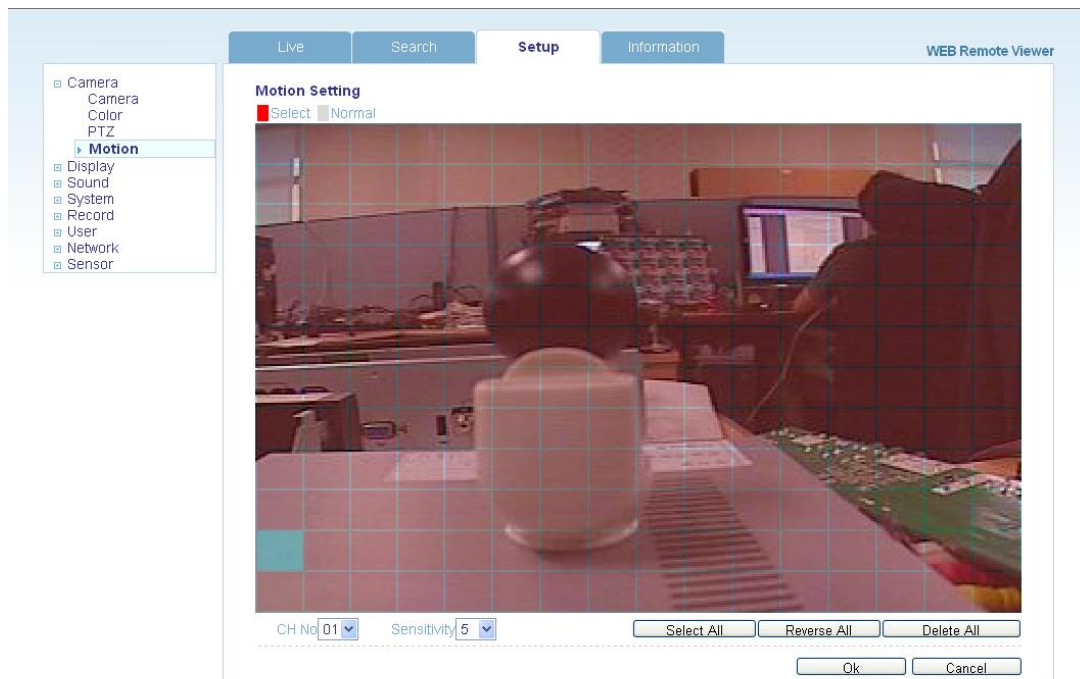 Live Search Setup Information
WEB Remote Viewer
Camera
Camera
Color
PTZ
Motion
Display
Sound
System
Record
User
Network
Sensor
Motion Setting
Select Normal
CH No 01 Sensitivity 5 Select All Reverse All Delete All
Ok Cancel